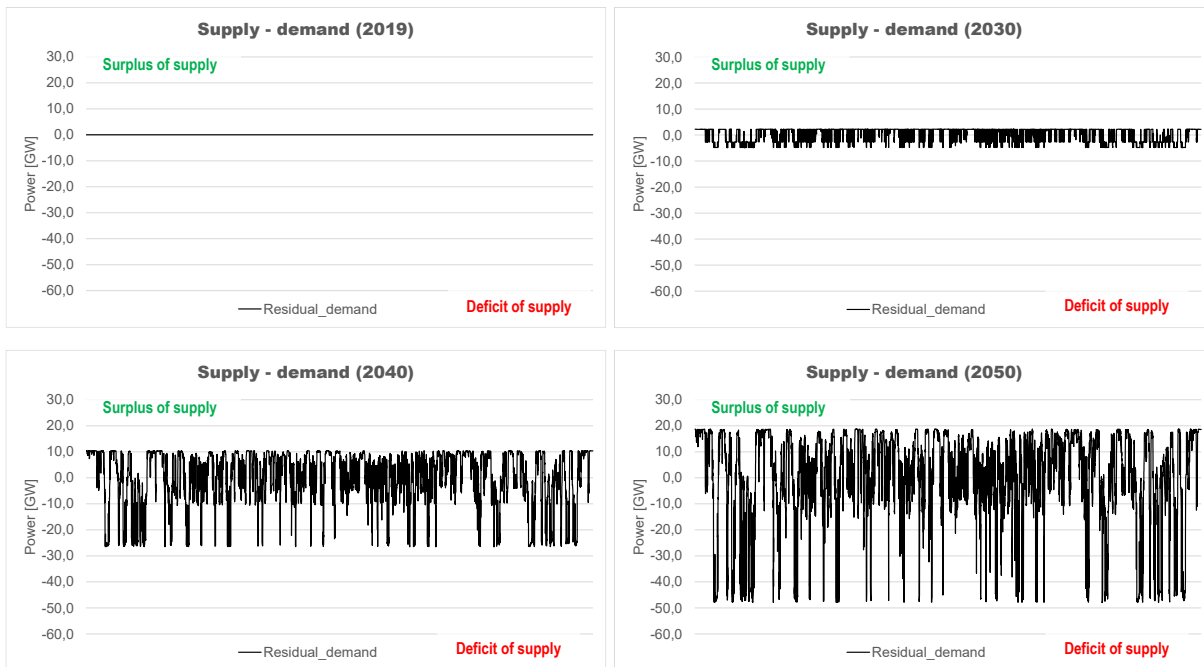 Supply - demand (2019)
30,0
Surplus of supply
20,0
10,0
0,0
-10,0
-20,0
-30,0
-40,0
-50,0
-60,0
Power [GW]
Residual_demand
Deficit of supply
Supply - demand (2030)
30,0
Surplus of supply
20,0
10,0
0,0
-10,0
-20,0
-30,0
-40,0
-50,0
-60,0
Power [GW]
Residual_demand
Deficit of supply
Supply - demand (2040)
30,0
Surplus of supply
20,0
10,0
0,0
-10,0
-20,0
-30,0
-40,0
-50,0
-60,0
Power [GW]
Residual_demand
Deficit of supply
Supply - demand (2050)
30,0
Surplus of supply
20,0
10,0
0,0
-10,0
-20,0
-30,0
-40,0
-50,0
-60,0
Power [GW]
Residual_demand
Deficit of supply